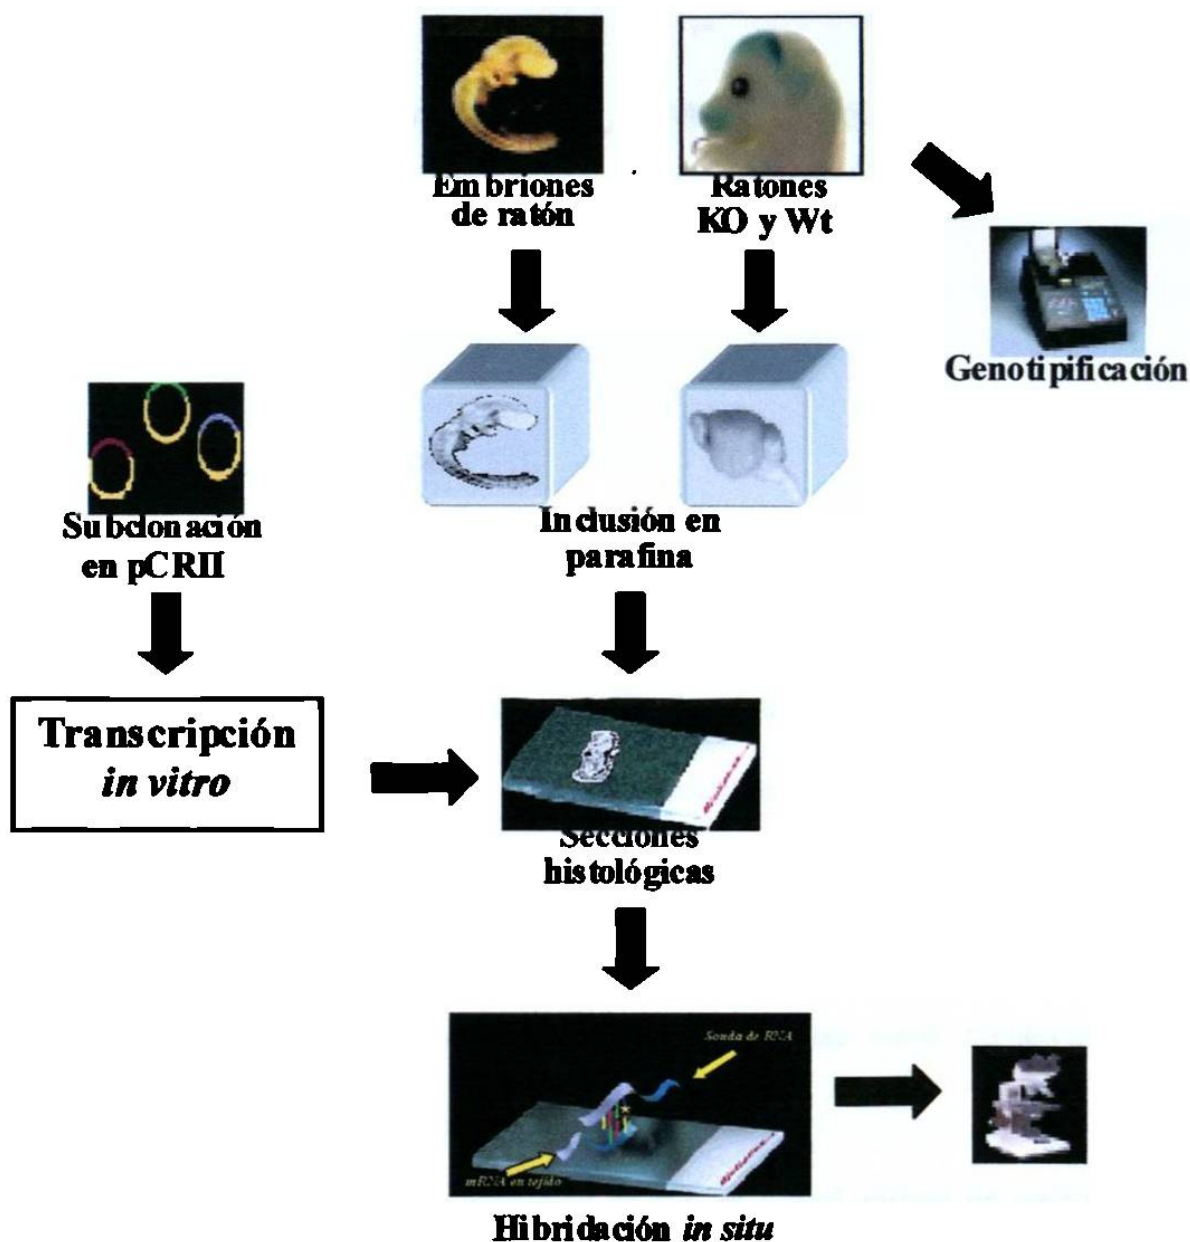 Embriones
de ratón
Ratones
KO y Wt
Genotipificación
Subclonación
en pCRII
Inclusión en
parafina
Transcripción
in vitro
Secciones
histológicas
Sonda de RNA
mRNA en tejido
Hibridación in situ